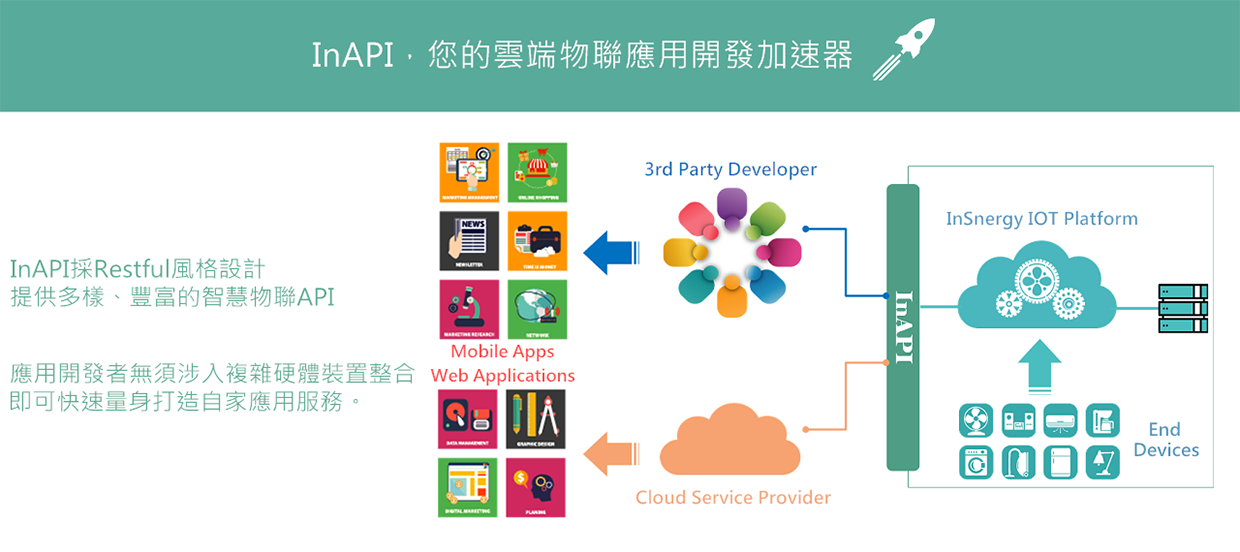 InAPI，您的雲端物聯應用開發加速器
InAPI採Restful風格設計
提供多樣、豐富的智慧物聯API
應用開發者無須涉入複雜硬體裝置整合
即可快速量身打造自家應用服務。
MARKETING MANAGEMENT
ONLINE SHOPPING
NEWS
NEWSLETTER
TIME IS MONEY
MARKETING RESEARCH
NETWORK
Mobile Apps
Web Applications
DATA MANAGEMENT
GRAPHIC DESIGN
DIGITAL MARKETING
PLANING
3rd Party Developer
Cloud Service Provider
InAPI
InSnergy IOT Platform
End
Devices